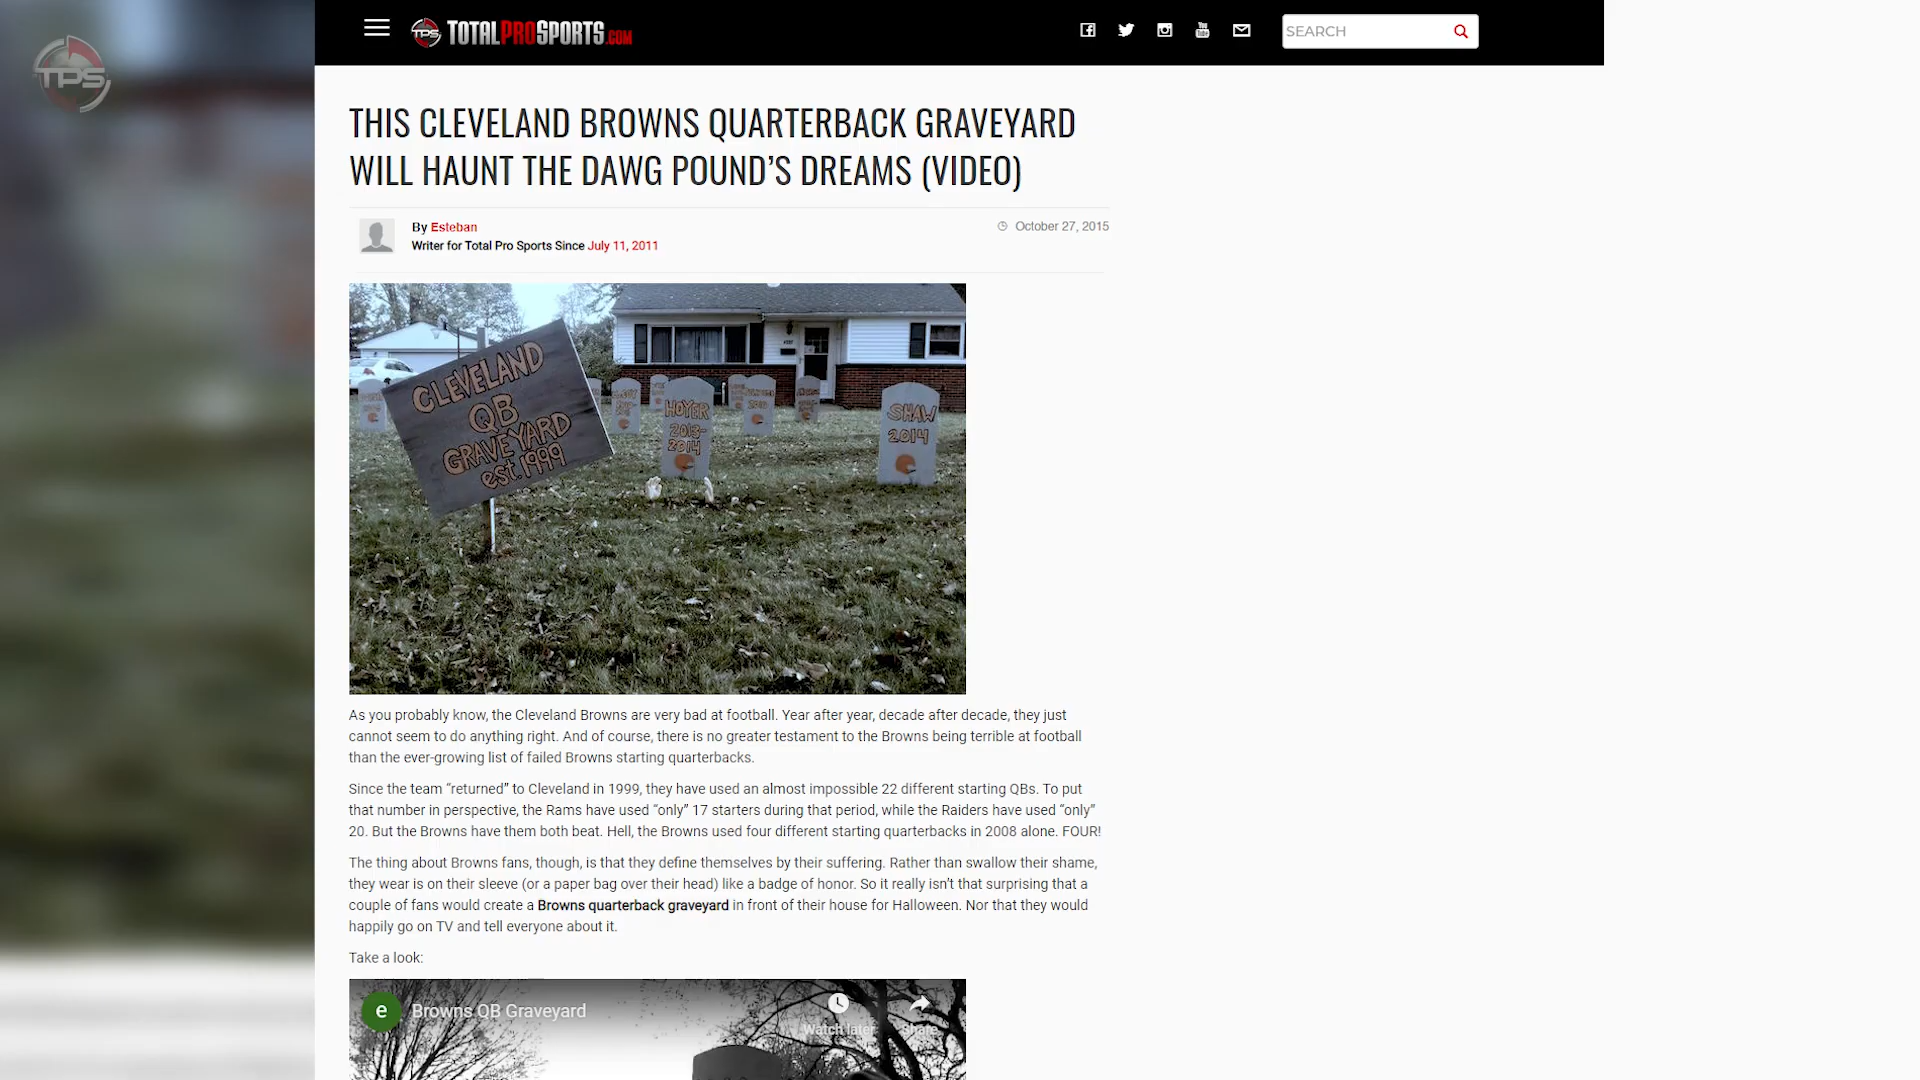 TPS
TPS TOTALPROSPORTS.COM
SEARCH
THIS CLEVELAND BROWNS QUARTERBACK GRAVEYARD
WILL HAUNT THE DAWG POUND’S DREAMS (VIDEO)
By Esteban
Writer for Total Pro Sports Since July 11, 2011
October 27, 2015
CLEVELAND
QB
GRAVEYARD
est. 1999
HOYER
2013-
2014
SHAW
2014
As you probably know, the Cleveland Browns are very bad at football. Year after year, decade after decade, they just
cannot seem to do anything right. And of course, there is no greater testament to the Browns being terrible at football
than the ever-growing list of failed Browns starting quarterbacks.
Since the team “returned” to Cleveland in 1999, they have used an almost impossible 22 different starting QBs. To put
that number in perspective, the Rams have used “only” 17 starters during that period, while the Raiders have used “only”
20. But the Browns have them both beat. Hell, the Browns used four different starting quarterbacks in 2008 alone. FOUR!
The thing about Browns fans, though, is that they define themselves by their suffering. Rather than swallow their shame,
they wear is on their sleeve (or a paper bag over their head) like a badge of honor. So it really isn’t that surprising that a
couple of fans would create a Browns quarterback graveyard in front of their house for Halloween. Nor that they would
happily go on TV and tell everyone about it.
Take a look:
e Browns QB Graveyard
Watch later
Share